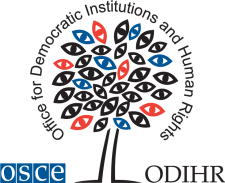 Office for Democratic Institutions and Human Rights
osce ODIHR